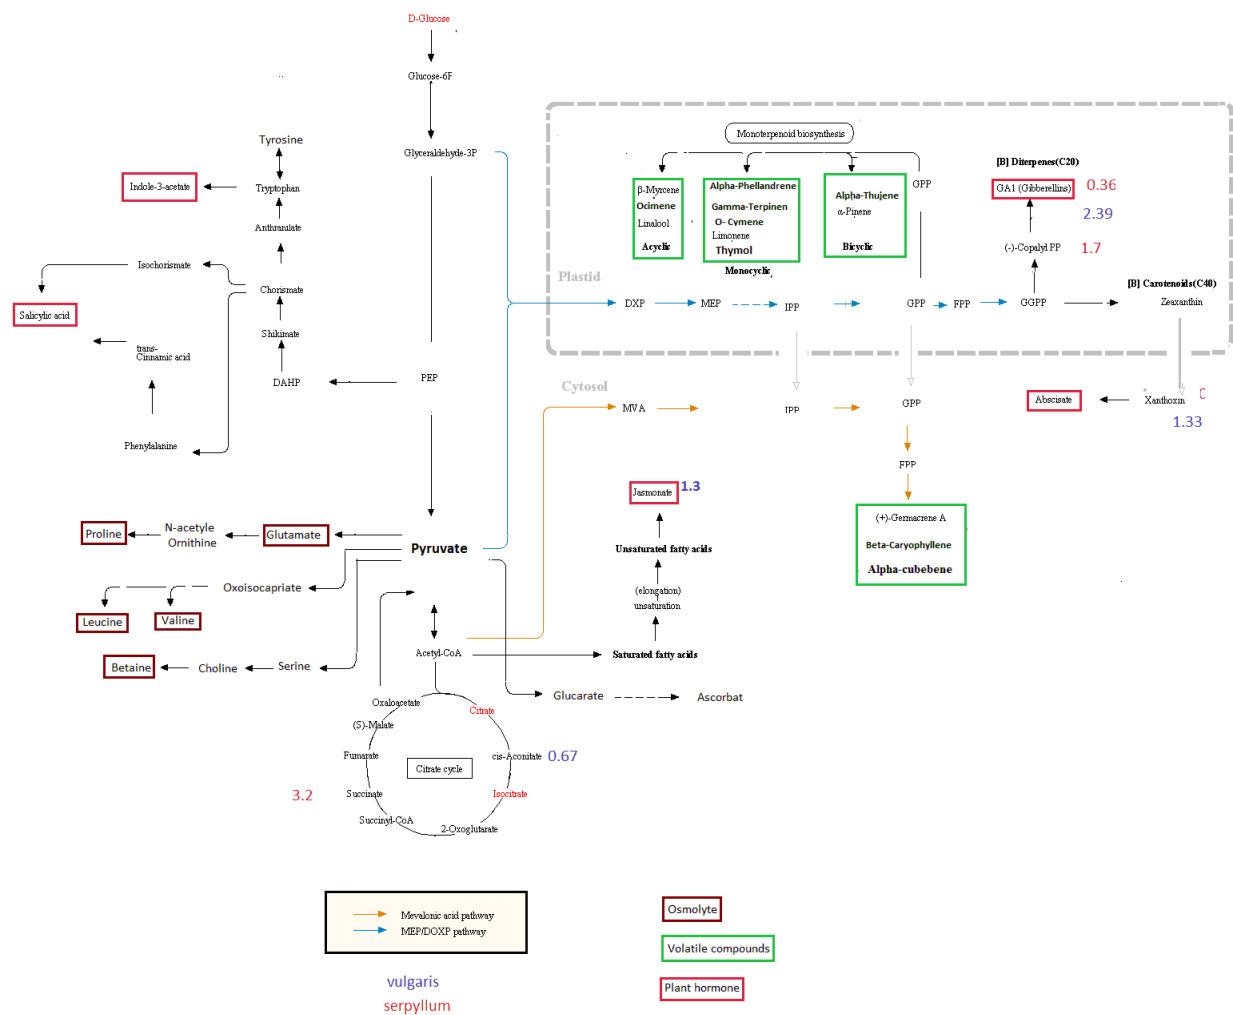 D-Glucose
Glucose-6F
Glyceraldehyde-3P
Tyrosine
Indole-3-acetate
Tryptophan
Anthranulate
Isochorismate
Chorismate
Salicylic acid
Shikimate
trans-
Cinnamic acid
DAHP
PEP
Phenylalanine
Monoterpenoid biosynthesis
β-Myrcene
Ocimene
Linalool
Acyclic
Alpha-Phellandrene
Gamma-Terpinen
O- Cymene
Limonene
Thymol
Monocyclic
Alpha-Thujene
α-Pinene
Bicyclic
GPP
[B] Diterpenes(C20)
GA1 (Gibberellins)
0.36
2.39
(-)-Copalyl PP
1.7
[B] Carotenoids(C40)
Zeaxanthin
Plastid
DXP
MEP
IPP
GPP
FPP
GGPP
Cytosol
MVA
IPP
GPP
Abscisate
Xanthoxin
1.33
FPP
(+)-Germacrene A
Beta-Caryophyllene
Alpha-cubebene
Jasmonate
1.3
Unsaturated fatty acids
(elongation)
unsaturation
Saturated fatty acids
Proline
N-acetyle
Ornithine
Glutamate
Pyruvate
Oxoisocapriate
Leucine
Valine
Betaine
Choline
Serine
Acetyl-CoA
Glucarate
Ascorbat
Oxaloacetate
Citrate
(S)-Malate
Fumarate
cis-Aconitate
0.67
Citrate cycle
3.2
Succinate
Isocitrate
Succinyl-CoA
2-Oxoglutarate
Mevalonic acid pathway
MEP/DOXP pathway
vulgaris
serpyllum
Osmolyte
Volatile compounds
Plant hormone